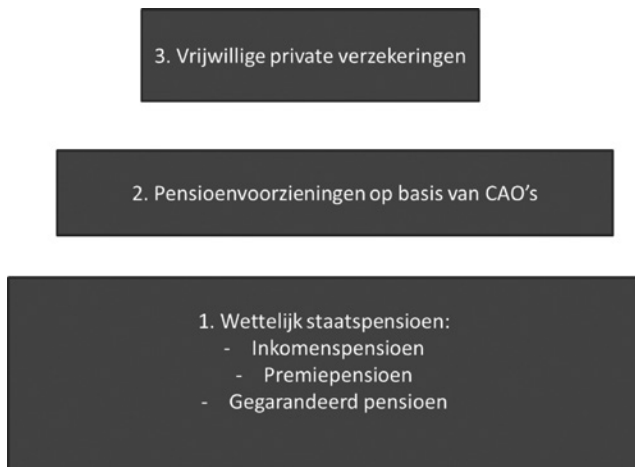 3. Vrijwillige private verzekeringen
2. Pensioenvoorzieningen op basis van CAO's
1. Wettelijk staatspensioen:
- Inkomenspensioen
- Premiepensioen
- Gegarandeerd pensioen